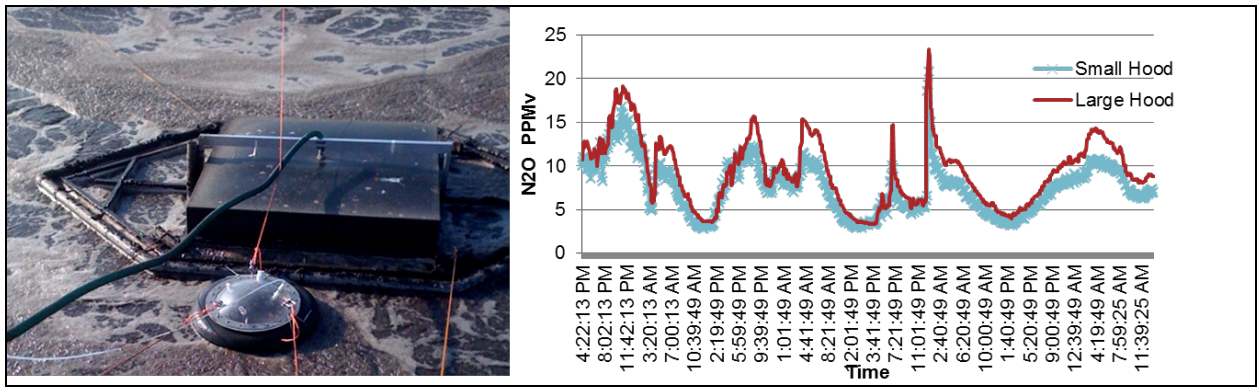 25
20
15
10
5
0
N2O PPMv
Small Hood
Large Hood
4:22:13 PM
8:02:13 PM
11:42:13 PM
3:20:13 AM
7:00:13 AM
10:39:49 AM
2:19:49 PM
5:59:49 PM
9:39:49 PM
1:01:49 AM
4:41:49 AM
8:21:49 AM
12:01:49 PM
3:41:49 PM
7:21:49 PM
11:01:49 PM
2:40:49 AM
6:20:49 AM
10:00:49 AM
1:40:49 PM
5:20:49 PM
9:00:49 PM
12:39:49 AM
4:19:49 AM
7:59:25 AM
11:39:25 AM
Time